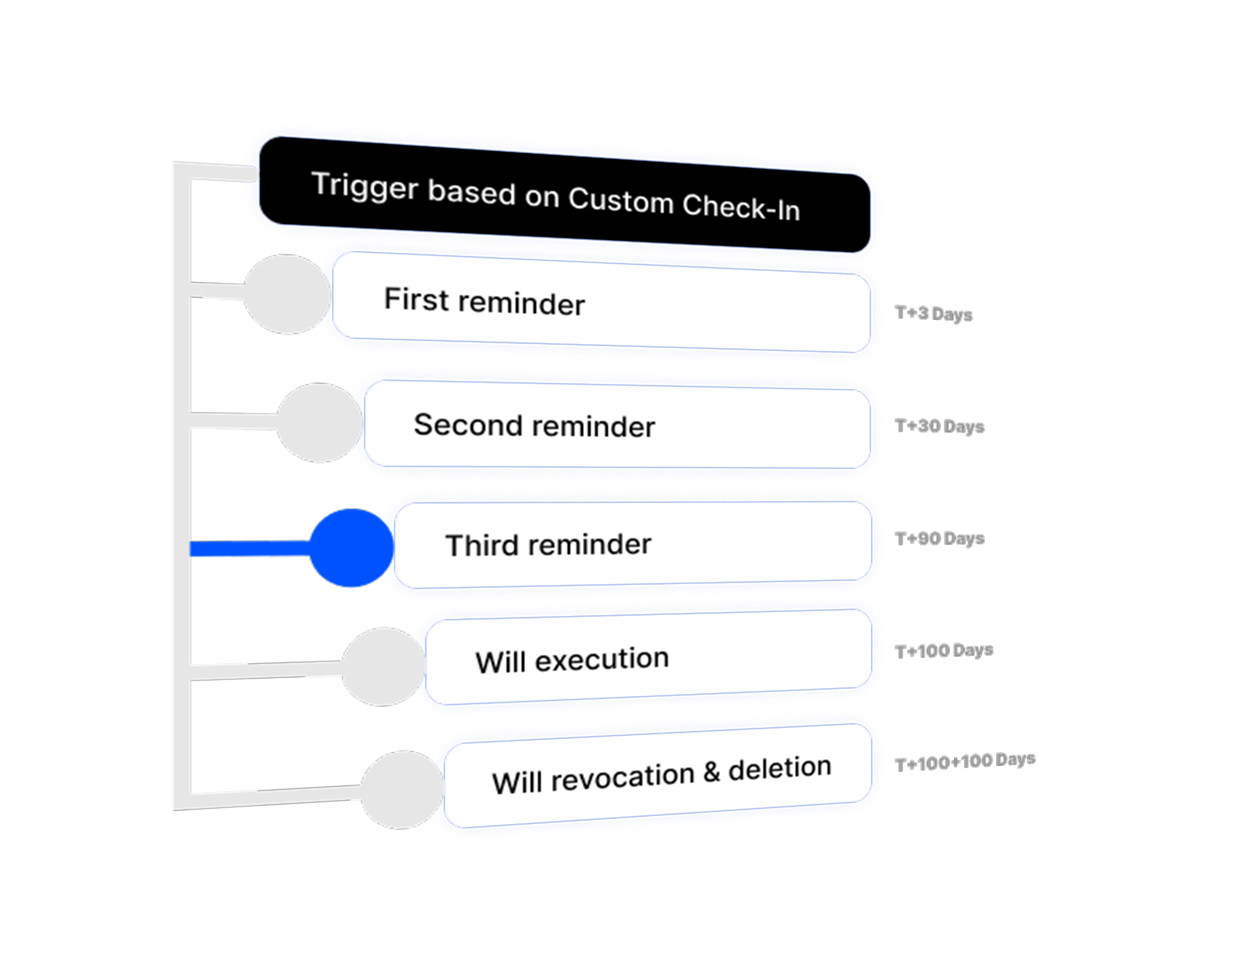 Trigger based on Custom Check-In
First reminder
T+3 Days
Second reminder
T+30 Days
Third reminder
T+90 Days
Will execution
T+100 Days
Will revocation & deletion
T+100+100 Days